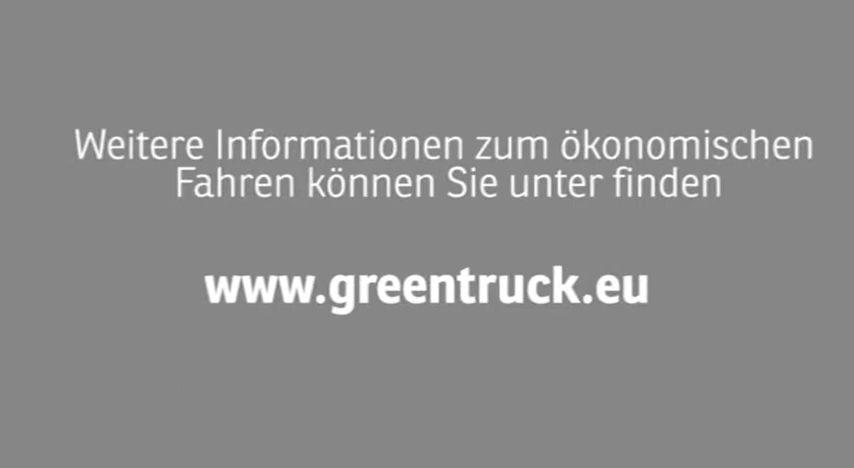 Weitere Informationen zum ökonomischen
Fahren können Sie unter finden
www.greentruck.eu